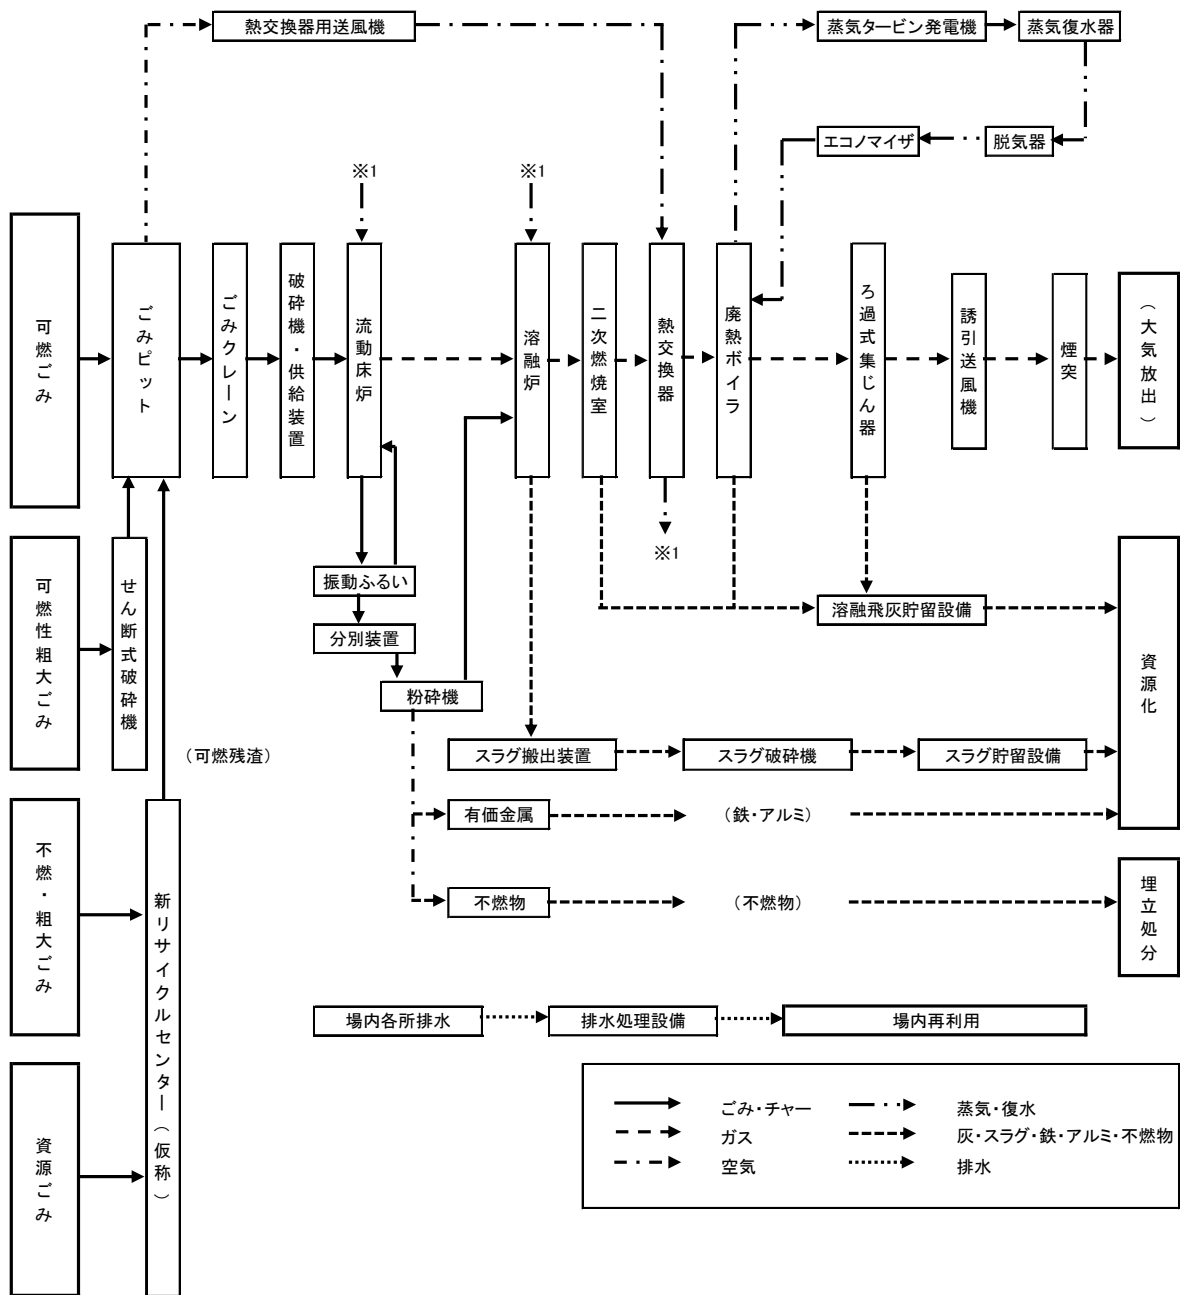 熱交換器用送風機
蒸気タービン発電機
蒸気復水器
エコノマイザ
脱気器
※1
※1
可燃ごみ
ごみピット
ごみクレーン
破砕機・供給装置
流動床炉
溶融炉
二次燃焼室
熱交換器
廃熱ボイラ
ろ過式集じん器
誘引送風機
煙突
(大気放出)
※1
可燃性粗大ごみ
せん断式破砕機
振動ふるい
分別装置
粉砕機
溶融飛灰貯留設備
資源化
(可燃残渣)
スラグ搬出装置
スラグ破砕機
スラグ貯留設備
有価金属
(鉄・アルミ)
不燃・粗大ごみ
新リサイクルセンター(仮称)
不燃物
(不燃物)
埋立処分
場内各所排水
排水処理設備
場内再利用
資源ごみ
ごみ・チャー
蒸気・復水
ガス
灰・スラグ・鉄・アルミ・不燃物
空気
排水